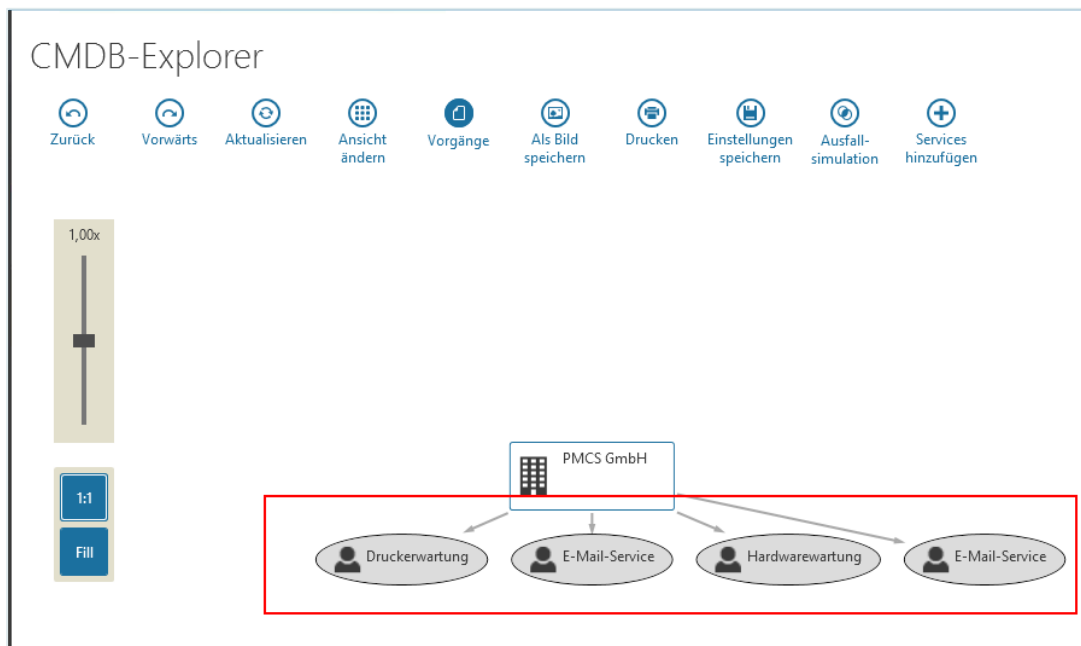 CMDB-Explorer
Zurück
Vorwärts
Aktualisieren
Ansicht
ändern
Vorgänge
Als Bild
speichern
Drucken
Einstellungen
speichern
Ausfall-
simulation
Services
hinzufügen
1,00x
1:1
Fill
PMCS GmbH
Druckerwartung
E-Mail-Service
Hardwarewartung
E-Mail-Service